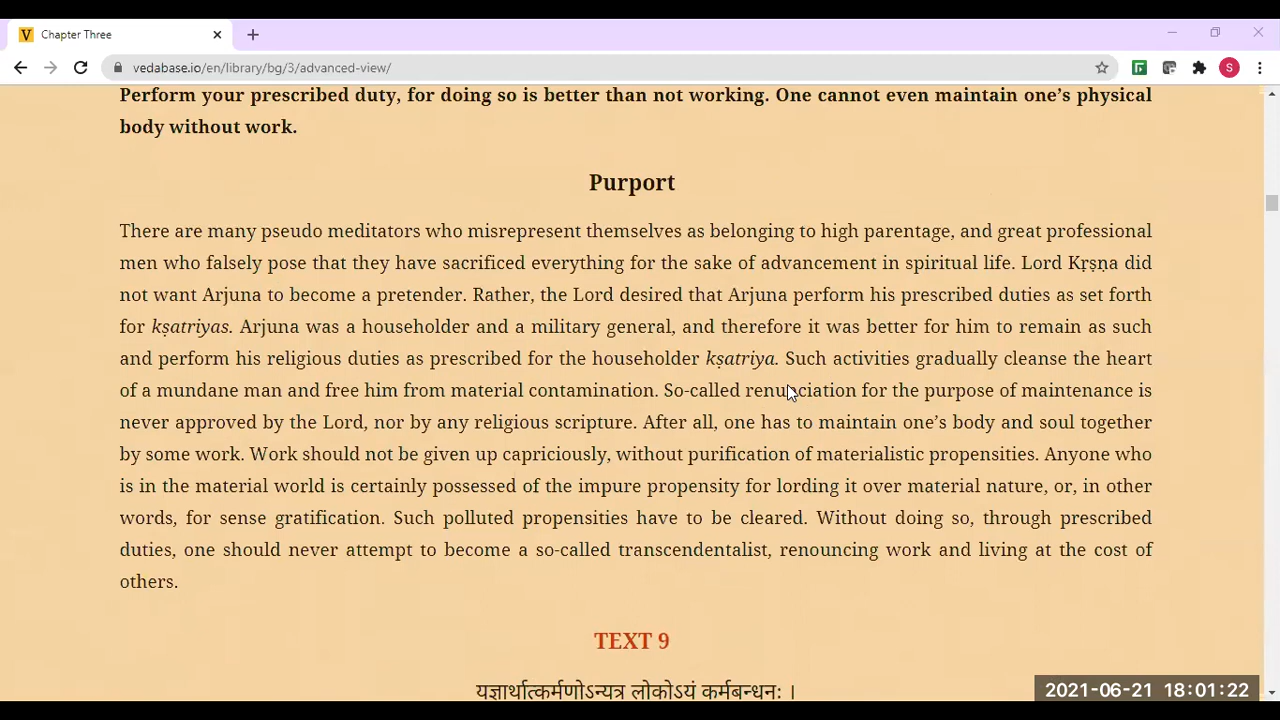 Chapter Three
vedabase.io/en/library/bg/3/advanced-view/
S
Perform your prescribed duty, for doing so is better than not working. One cannot even maintain one’s physical
body without work.
Purport
There are many pseudo meditators who misrepresent themselves as belonging to high parentage, and great professional
men who falsely pose that they have sacrificed everything for the sake of advancement in spiritual life. Lord Kṛṣṇa did
not want Arjuna to become a pretender. Rather, the Lord desired that Arjuna perform his prescribed duties as set forth
for kṣatriyas. Arjuna was a householder and a military general, and therefore it was better for him to remain as such
and perform his religious duties as prescribed for the householder kṣatriya. Such activities gradually cleanse the heart
of a mundane man and free him from material contamination. So-called renunciation for the purpose of maintenance is
never approved by the Lord, nor by any religious scripture. After all, one has to maintain one’s body and soul together
by some work. Work should not be given up capriciously, without purification of materialistic propensities. Anyone who
is in the material world is certainly possessed of the impure propensity for lording it over material nature, or, in other
words, for sense gratification. Such polluted propensities have to be cleared. Without doing so, through prescribed
duties, one should never attempt to become a so-called transcendentalist, renouncing work and living at the cost of
others.
TEXT 9
यज्ञार्थात्कर्मणोऽन्यत्र लोकोऽयं कर्मबन्धनः ।
2021-06-21 18:01:22